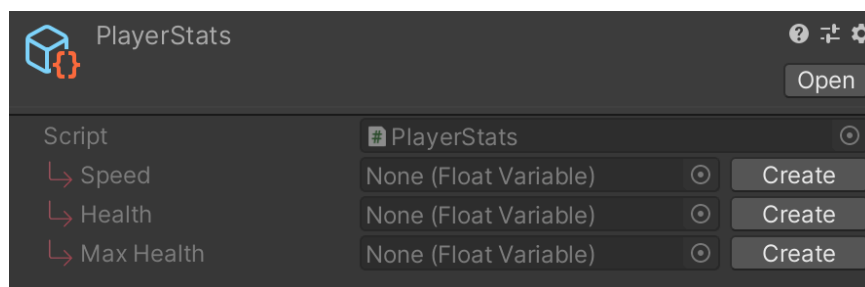 PlayerStats
Open
Script PlayerStats
Speed None (Float Variable) Create
Health None (Float Variable) Create
Max Health None (Float Variable) Create